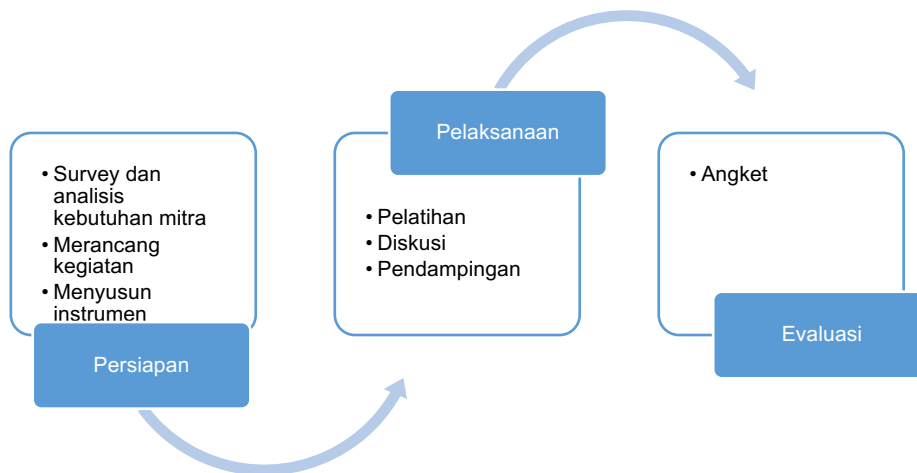 • Survey dan
analisis
kebutuhan mitra
• Merancang
kegiatan
• Menyusun
instrumen
Persiapan
Pelaksanaan
• Pelatihan
• Diskusi
• Pendampingan
• Angket
Evaluasi